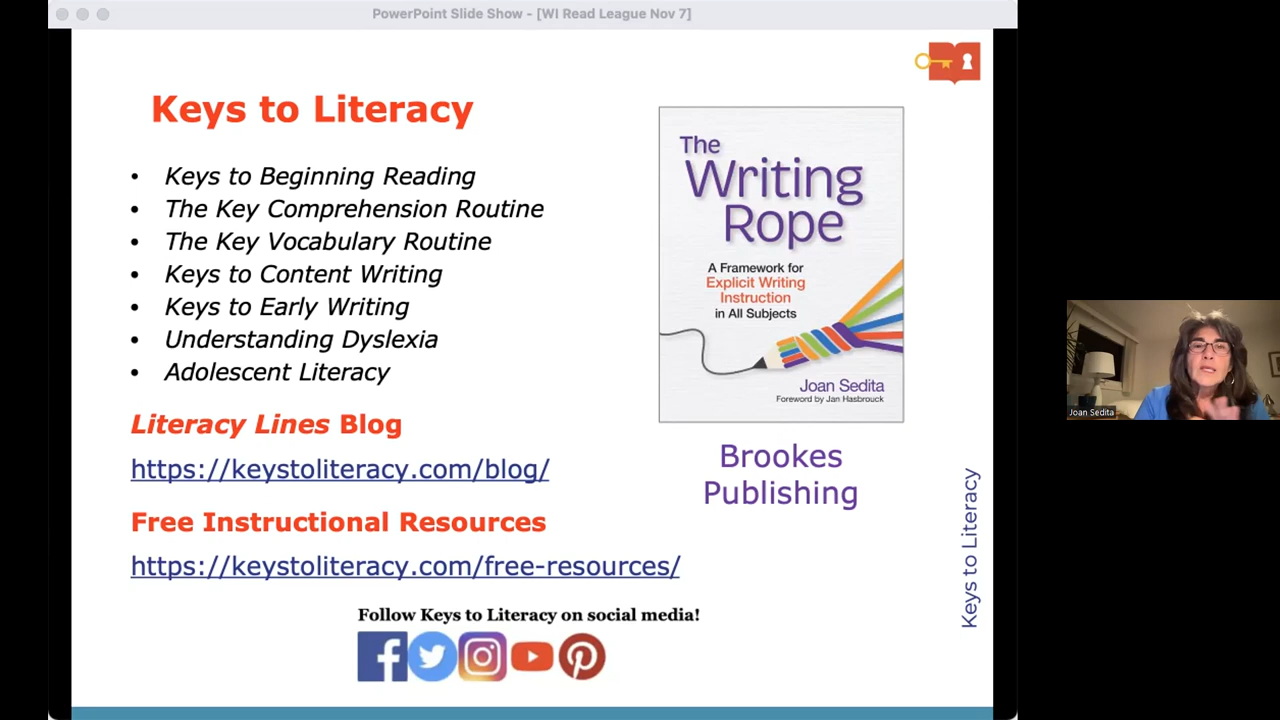 PowerPoint Slide Show - [WI Read League Nov 7]
Keys to Literacy
• Keys to Beginning Reading
• The Key Comprehension Routine
• The Key Vocabulary Routine
• Keys to Content Writing
• Keys to Early Writing
• Understanding Dyslexia
• Adolescent Literacy
Literacy Lines Blog
https://keystoliteracy.com/blog/
Free Instructional Resources
https://keystoliteracy.com/free-resources/
Follow Keys to Literacy on social media!
The
Writing
Rope
A Framework for
Explicit Writing
Instruction
in All Subjects
Joan Sedita
Foreword by Jan Hasbrouck
Brookes
Publishing
Keys to Literacy
Joan Sedita